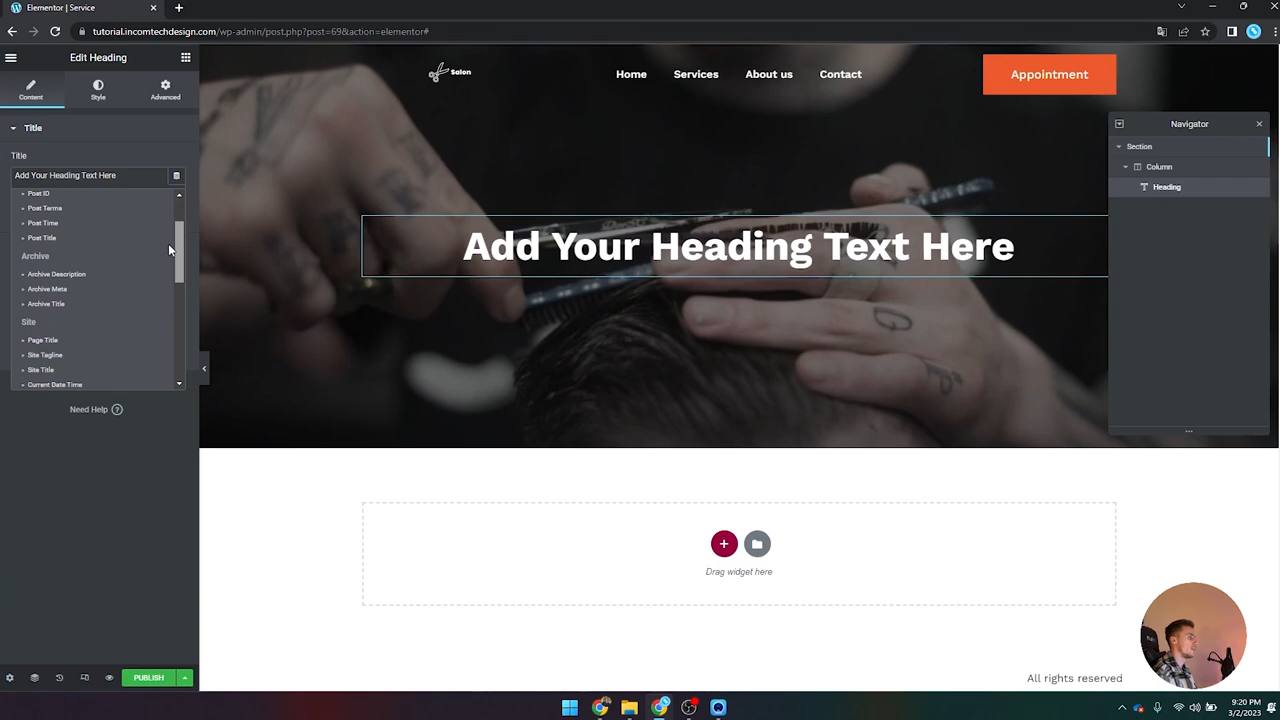 Elementor | Service
tutorial.incomtechdesign.com/wp-admin/post.php?post=69&action=elementor#
Edit Heading
Content
Style
Advanced
Title
Title
Add Your Heading Text Here
Post ID
Post Terms
Post Time
Post Title
Archive
Archive Description
Archive Meta
Archive Title
Site
Page Title
Site Tagline
Site Title
Current Date Time
Need Help ?
PUBLISH
Salon
Home
Services
About us
Contact
Appointment
Add Your Heading Text Here
Drag widget here
All rights reserved
Navigator
Section
Column
Heading
9:20 PM
3/2/2023